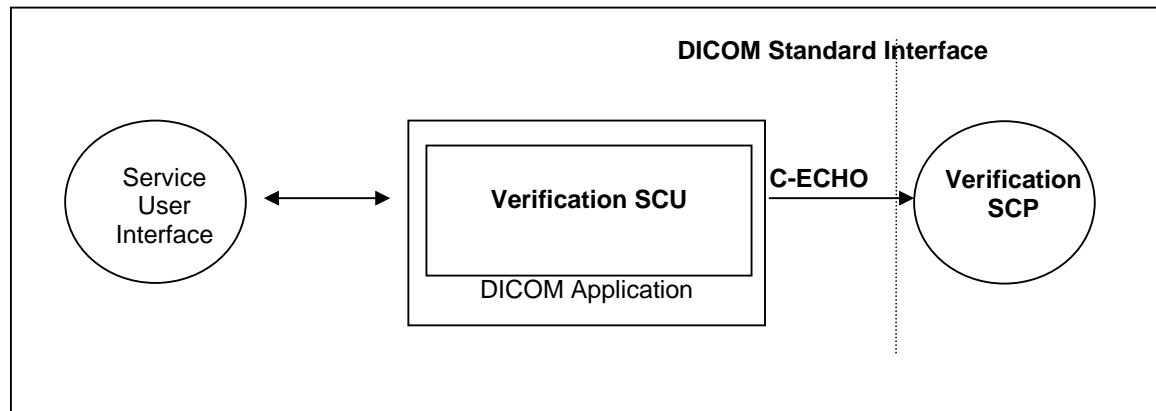 DICOM Standard Interface
Service
User
Interface
Verification SCU
DICOM Application
C-ECHO
Verification
SCP